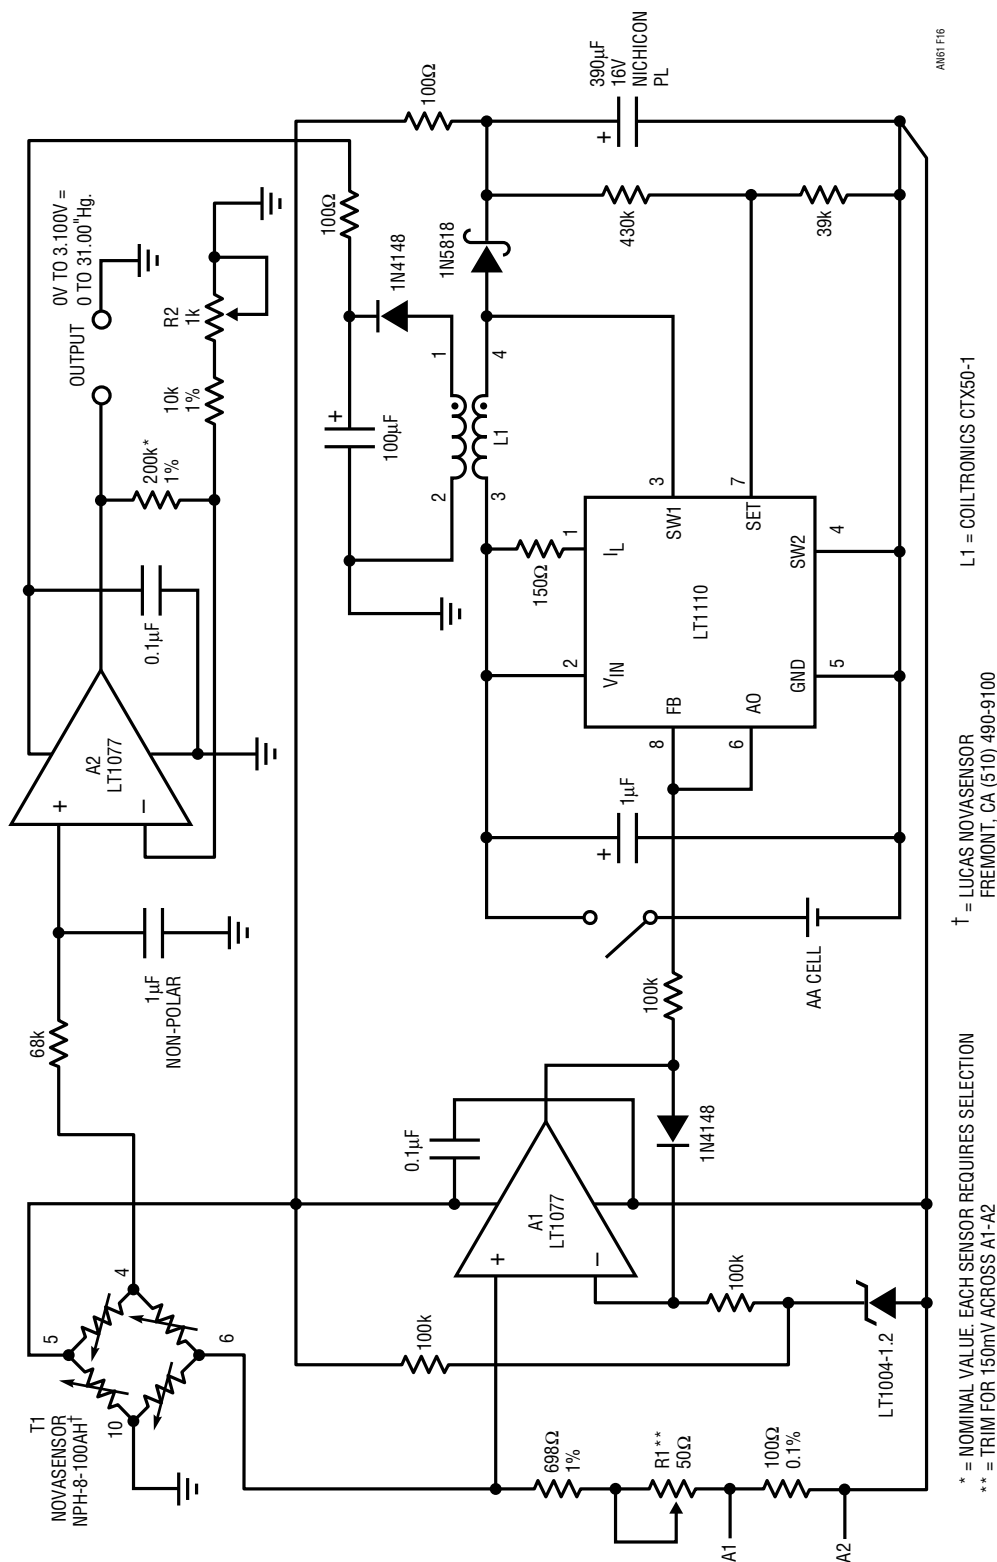 T1
NOVASENSOR
NPH-8-100AH†
5
4
10
6
68k
1µF
NON-POLAR
+
−
A2
LT1077
0.1µF
200k*
1%
OUTPUT
0V TO 3.100V =
0 TO 31.00"Hg.
10k
1%
R2
1k
100k
0.1µF
+
−
A1
LT1077
698Ω
1%
R1**
50Ω
A1
100Ω
0.1%
A2
100k
LT1004-1.2
1N4148
100k
AA CELL
+
1µF
+
100µF
100Ω
1N4148
2
1
3
4
L1
1N5818
100Ω
+
390µF
16V
NICHICON
PL
430k
39k
150Ω
2
1
VIN
IL
8
FB
SW1
3
LT1110
6
AO
SET
7
GND
SW2
5
4
* = NOMINAL VALUE. EACH SENSOR REQUIRES SELECTION
** = TRIM FOR 150mV ACROSS A1-A2
† = LUCAS NOVASENSOR
FREMONT, CA (510) 490-9100
L1 = COILTRONICS CTX50-1
AN61 F16